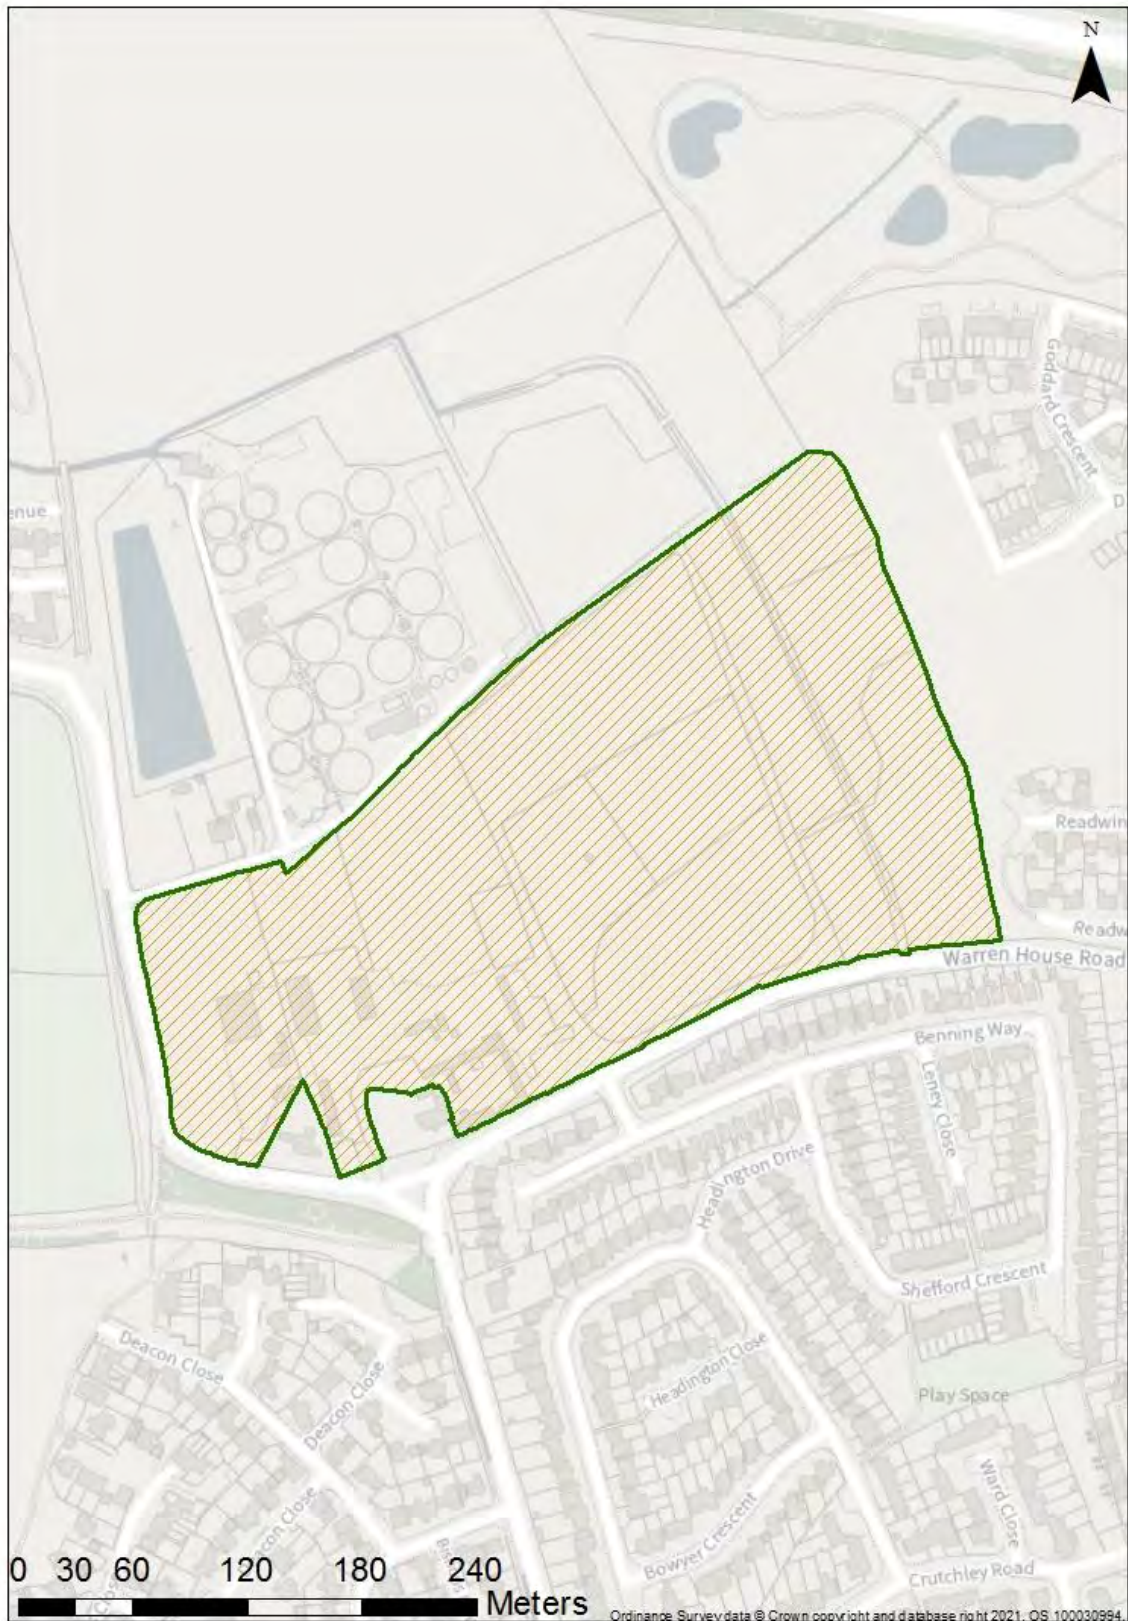 N
Goddard Crescent
D
enue
Readwin
Readw
Warren House Road
Benning Way
Leney Close
Headington Drive
Shefford Crescent
Deacon Close
Deacon Close
Headington Close
Play Space
Ward Close
eacon Close
Bowyer Crescent
Crutchley Road
0 30 60 120 180 240
Meters
Ordinance Survey data © Crown copyright and database right 2021. OS 100030994.